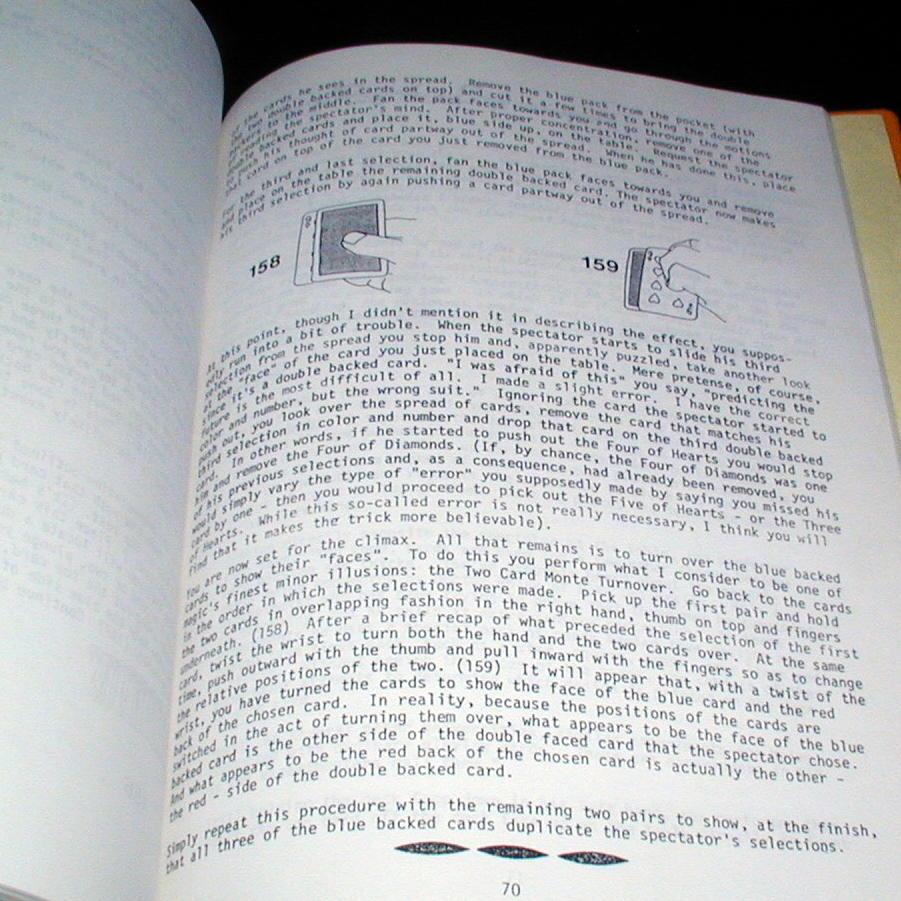 of the cards he sees in the spread. Remove the blue pack from the pocket (with
the two double backed cards on top) and cut it a few times to bring the double
backers to the middle. Fan the pack faces towards you and go through the motions
of reading the spectator's mind. After proper concentration, remove one of the
double backed cards and place it, blue side up, on the table. Request the spectator
to push his thought of card partway out of the spread. When he has done this, place
that card on top of the card you just removed from the blue pack.
For the third and last selection, fan the blue pack faces towards you and remove
and place on the table the remaining double backed card. The spectator now makes
his third selection by again pushing a card partway out of the spread.
158
159
At this point, though I didn't mention it in describing the effect, you suppos-
edly run into a bit of trouble. When the spectator starts to slide his third
selection from the spread you stop him and, apparently puzzled, take another look
at the "face" of the card you just placed on the table. Mere pretense, of course,
since it's a double backed card. "I was afraid of this" you say, "predicting the
future is the most difficult of all. I made a slight error. I have the correct
color and number, but the wrong suit." Ignoring the card the spectator started to
push out, you look over the spread of cards, remove the card that matches his
third selection in color and number and drop that card on the third double backed
card. In other words, if he started to push out the Four of Hearts you would stop
him and remove the Four of Diamonds. (If, by chance, the Four of Diamonds was one
of his previous selections and, as a consequence, had already been removed, you
would simply vary the type of "error" you supposedly made by saying you missed his
card by one - then you would proceed to pick out the Five of Hearts - or the Three
of Hearts. While this so-called error is not really necessary, I think you will
find that it makes the trick more believable).
You are now set for the climax. All that remains is to turn over the blue backed
cards to show their "faces". To do this you perform what I consider to be one of
magic's finest minor illusions: the Two Card Monte Turnover. Go back to the cards
in the order in which the selections were made. Pick up the first pair and hold
the two cards in overlapping fashion in the right hand, thumb on top and fingers
underneath. (158) After a brief recap of what preceded the selection of the first
card, twist the wrist to turn both the hand and the two cards over. At the same
time, push outward with the thumb and pull inward with the fingers so as to change
the relative positions of the two. (159) It will appear that, with a twist of the
wrist, you have turned the cards to show the face of the blue card and the red
back of the chosen card. In reality, because the positions of the cards are
switched in the act of turning them over, what appears to be the face of the blue
backed card is the other side of the double faced card that the spectator chose.
And what appears to be the red back of the chosen card is actually the other -
the red - side of the double backed card.
Simply repeat this procedure with the remaining two pairs to show, at the finish,
that all three of the blue backed cards duplicate the spectator's selections.
70